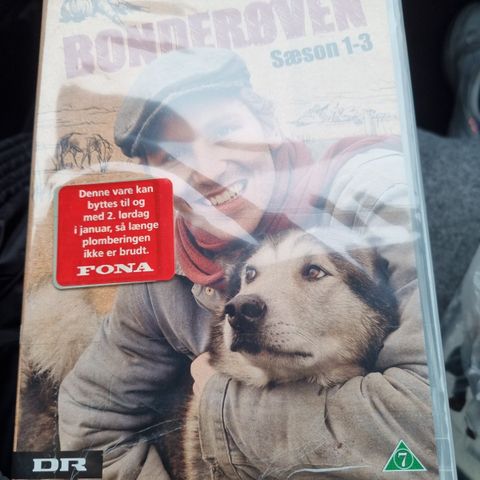 BONDERØVEN
Sæson 1-3
Denne vare kan
byttes til og
med 2. lørdag
i januar, så længe
plomberingen
ikke er brudt.
FONA
DR
7